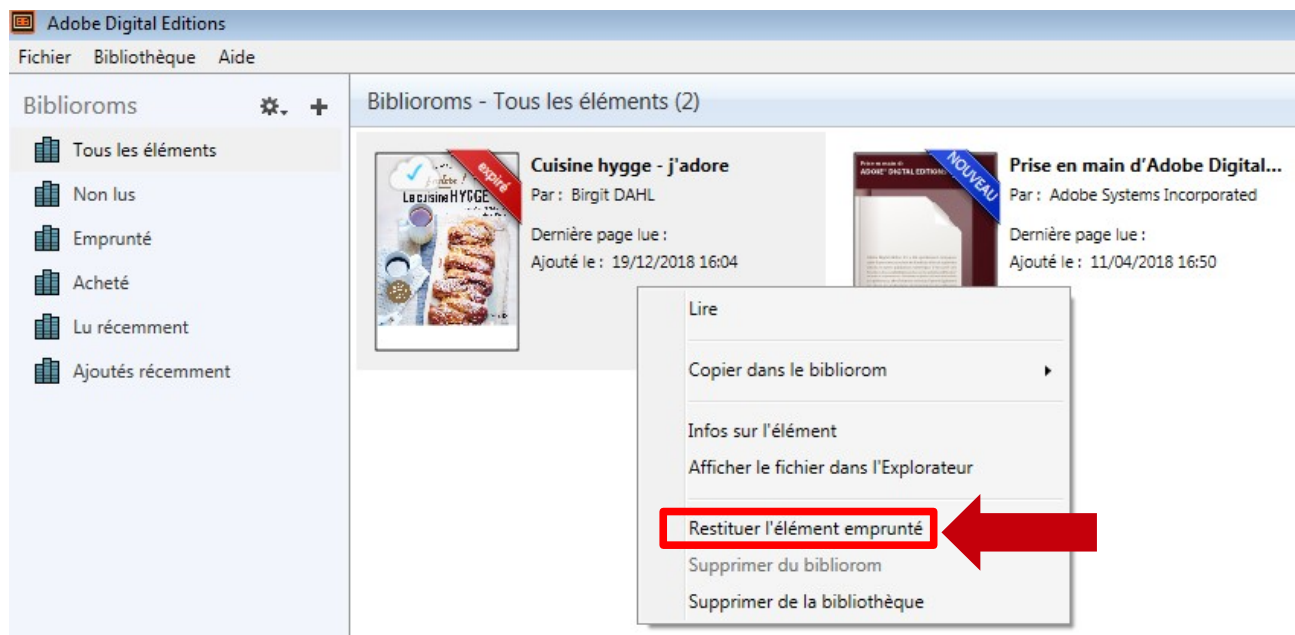 Adobe Digital Editions
Fichier Bibliothèque Aide
Biblioroms
Tous les éléments
Non lus
Emprunté
Acheté
Lu récemment
Ajoutés récemment
Biblioroms - Tous les éléments (2)
expiré
La cuisine HYGGE
Cuisine hygge - j'adore
Par : Birgit DAHL
Dernière page lue :
Ajouté le : 19/12/2018 16:04
Prise en main d'
ADOBE® DIGITAL EDITIONS
NOUVEAU
Prise en main d'Adobe Digital...
Par : Adobe Systems Incorporated
Dernière page lue :
Ajouté le : 11/04/2018 16:50
Lire
Copier dans le bibliorom
Infos sur l'élément
Afficher le fichier dans l'Explorateur
Restituer l'élément emprunté
Supprimer du bibliorom
Supprimer de la bibliothèque